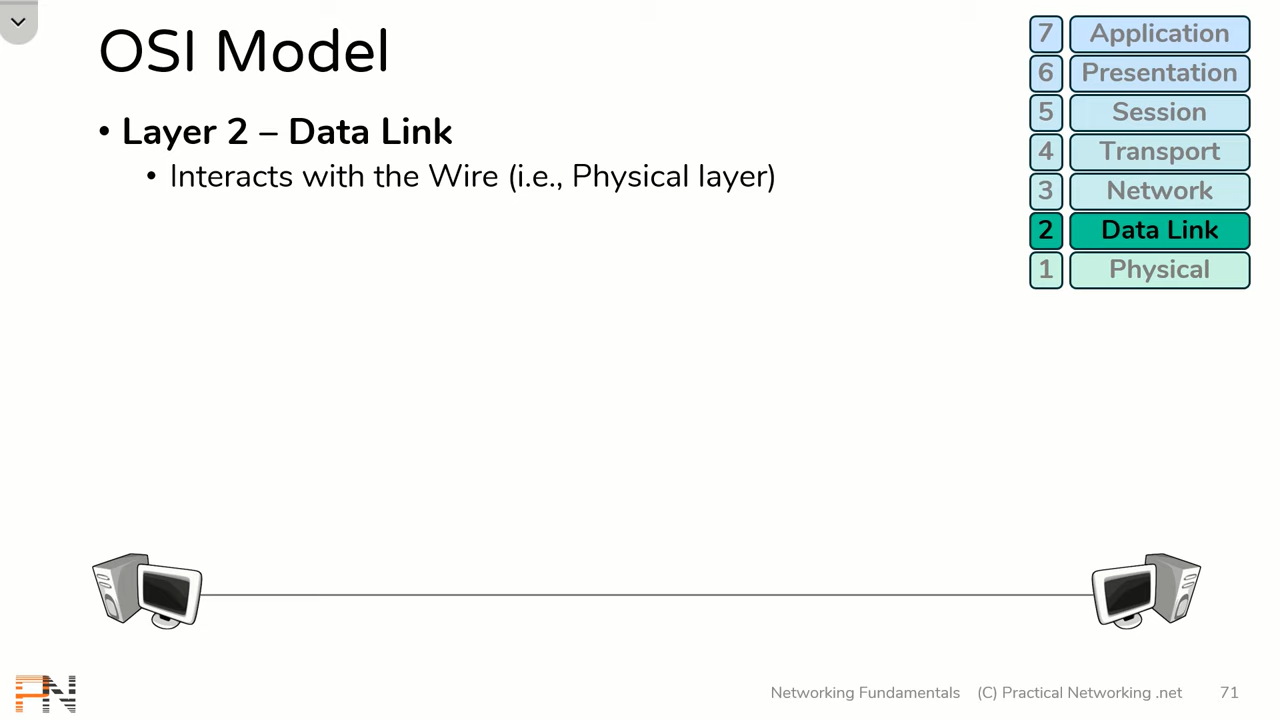 OSI Model
• Layer 2 – Data Link
• Interacts with the Wire (i.e., Physical layer)
7 Application
6 Presentation
5 Session
4 Transport
3 Network
2 Data Link
1 Physical
PN
Networking Fundamentals (C) Practical Networking .net 71